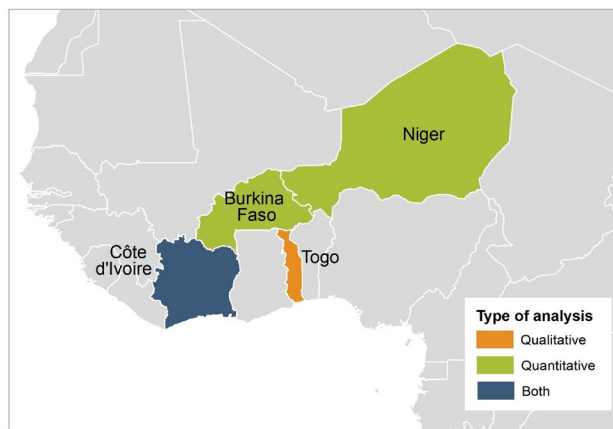 Niger
Burkina
Faso
Côte
d'Ivoire
Togo
Type of analysis
Qualitative
Quantitative
Both